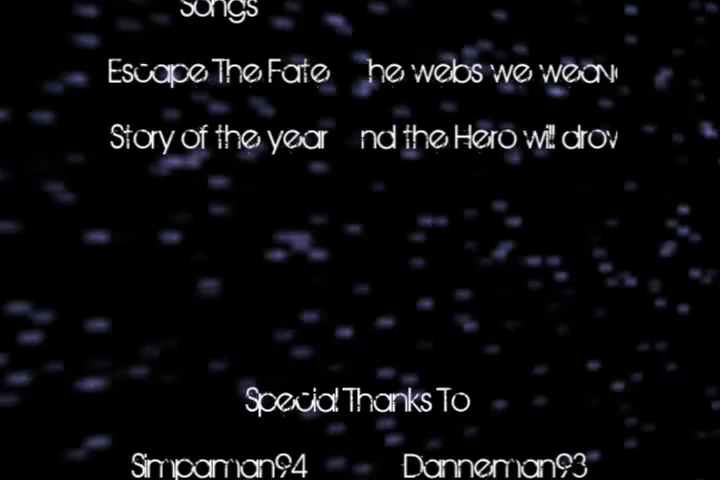 Songs
Escape The Fate he webs we weav
Story of the year nd the Hero will drow
Special Thanks To
Simpaman94 Danneman93